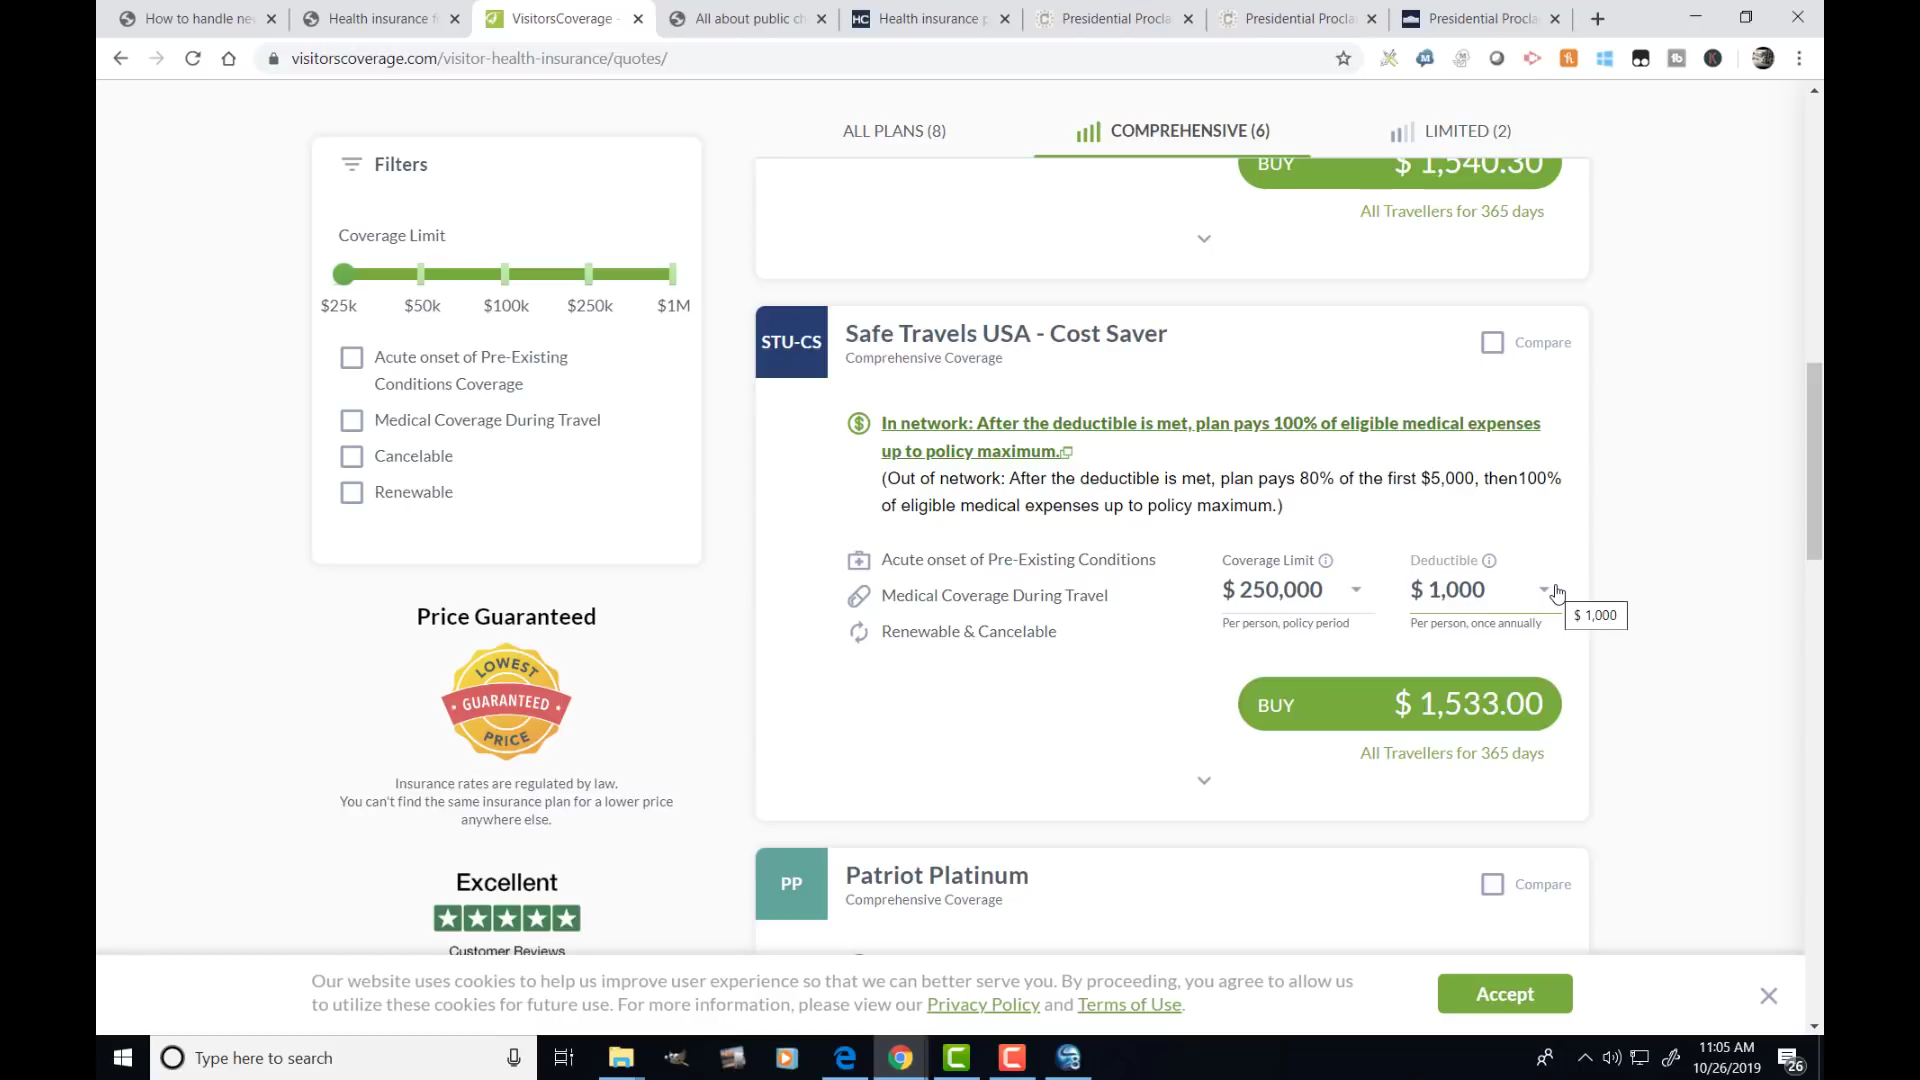 How to handle ne
Health insurance f
VisitorsCoverage -
All about public ch
HC
Health insurance p
Presidential Procla
Presidential Procla
Presidential Procla
visitorscoverage.com/visitor-health-insurance/quotes/
ALL PLANS (8)
COMPREHENSIVE (6)
LIMITED (2)
Filters
Coverage Limit
$25k
$50k
$100k
$250k
$1M
Acute onset of Pre-Existing
Conditions Coverage
Medical Coverage During Travel
Cancelable
Renewable
Price Guaranteed
LOWEST
GUARANTEED
PRICE
Insurance rates are regulated by law.
You can't find the same insurance plan for a lower price
anywhere else.
Excellent
Customer Reviews
BUY $ 1,540.30
All Travellers for 365 days
STU-CS
Safe Travels USA - Cost Saver
Comprehensive Coverage
Compare
In network: After the deductible is met, plan pays 100% of eligible medical expenses
up to policy maximum.
(Out of network: After the deductible is met, plan pays 80% of the first $5,000, then100%
of eligible medical expenses up to policy maximum.)
Acute onset of Pre-Existing Conditions
Medical Coverage During Travel
Renewable & Cancelable
Coverage Limit
$ 250,000
Per person, policy period
Deductible
$ 1,000
Per person, once annually
$ 1,000
BUY $ 1,533.00
All Travellers for 365 days
PP
Patriot Platinum
Comprehensive Coverage
Compare
Our website uses cookies to help us improve user experience so that we can better serve you. By proceeding, you agree to allow us
to utilize these cookies for future use. For more information, please view our Privacy Policy and Terms of Use.
Accept
Type here to search
11:05 AM
10/26/2019
26